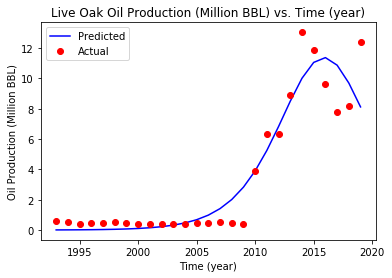 Live Oak Oil Production (Million BBL) vs. Time (year)
Predicted
Actual
Oil Production (Million BBL)
12
10
8
6
4
2
0
1995 2000 2005 2010 2015 2020
Time (year)